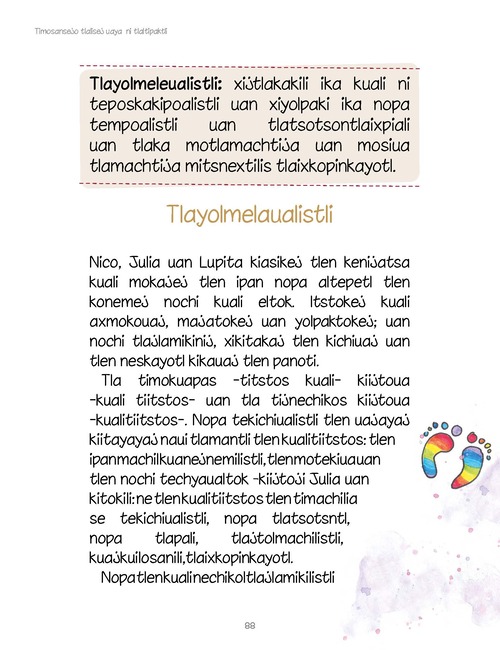 Timosansejo tlalisej uaya ni tlaltipaktli
Tlayolmeleualistli: xijtlakakili ika kuali ni
teposkakipoalistli uan xiyolpaki ika nopa
tempoalistli uan tlatsotsontlaixpiali
uan tlaka motlamachtija uan mosiua
tlamachtija mitsnextilis tlaixkopinkayotl.
Tlayolmelaualistli
Nico, Julia uan Lupita kiasikej tlen kenijatsa
kuali mokajej tlen ipan nopa altepetl tlen
konemej nochi kuali eltok. Itstokej kuali
axmokouaj, majatokej uan yolpaktokej; uan
nochi tlajlamikinij, xikitakaj tlen kichiuaj uan
tlen neskayotl kikauaj tlen panoti.
Tla timokuapas -titstos kuali- kiijtoua
-kuali tiitstos- uan tla tijnechikos kiijtoua
-kualitiitstos-. Nopa tekichiualistli tlen uajayaj
kiitayayaj naui tlamantli tlen kualitiitstos: tlen
ipanmachilkuanejnemilistli, tlenmotekiuauan
tlen nochi techyaualtok -kiijtoji Julia uan
kitokili: ne tlen kualitiitstos tlen timachilia
se tekichiualistli, nopa tlatsotsntl,
nopa tlapali, tlajtolmachilistli,
kuajkuilosanili, tlaixkopinkayotl.
Nopa tlen kualinechikol tlajlamikilistli
88